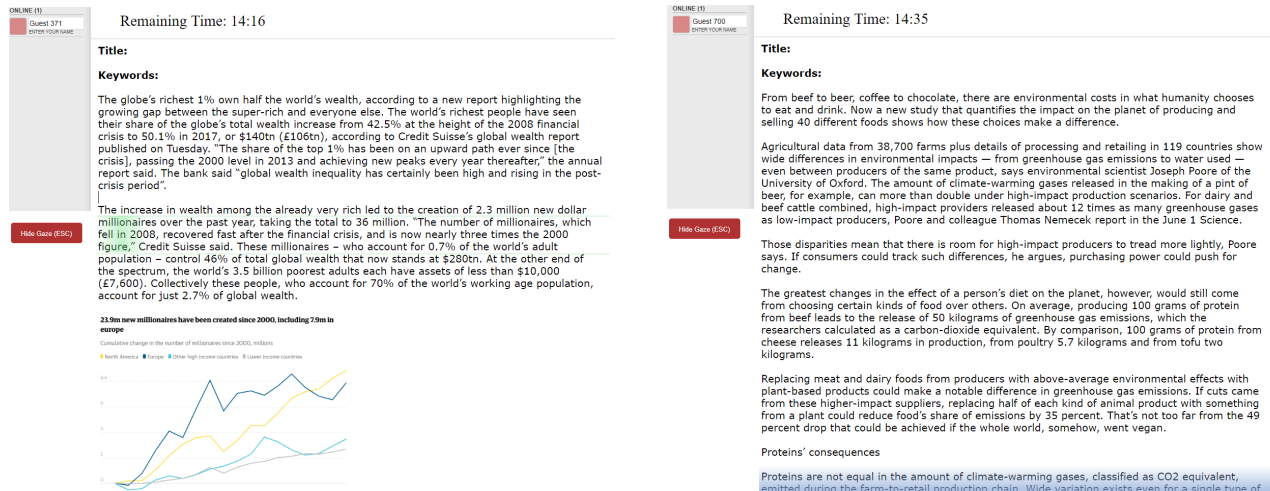 ONLINE (1)
Guest 371
ENTER YOUR NAME
Remaining Time: 14:16
Hide Gaze (ESC)
Title:
Keywords:
The globe's richest 1% own half the world's wealth, according to a new report highlighting the
growing gap between the super-rich and everyone else. The world's richest people have seen
their share of the globe's total wealth increase from 42.5% at the height of the 2008 financial
crisis to 50.1% in 2017, or $140tn (£106tn), according to Credit Suisse's global wealth report
published on Tuesday. “The share of the top 1% has been on an upward path ever since [the
crisis], passing the 2000 level in 2013 and achieving new peaks every year thereafter,” the annual
report said. The bank said “global wealth inequality has certainly been high and rising in the post-
crisis period”.
The increase in wealth among the already very rich led to the creation of 2.3 million new dollar
millionaires over the past year, taking the total to 36 million. “The number of millionaires, which
fell in 2008, recovered fast after the financial crisis, and is now nearly three times the 2000
figure,” Credit Suisse said. These millionaires – who account for 0.7% of the world's adult
population – control 46% of total global wealth that now stands at $280tn. At the other end of
the spectrum, the world's 3.5 billion poorest adults each have assets of less than $10,000
(£7,600). Collectively these people, who account for 70% of the world's working age population,
account for just 2.7% of global wealth.
23.9m new millionaires have been created since 2000, including 7.9m in
europe
Cumulative change in the number of millionaires since 2000, millions
North America Europe Other high income countries Lower income countries
4
2
0
ONLINE (1)
Guest 700
ENTER YOUR NAME
Remaining Time: 14:35
Hide Gaze (ESC)
Title:
Keywords:
From beef to beer, coffee to chocolate, there are environmental costs in what humanity chooses
to eat and drink. Now a new study that quantifies the impact on the planet of producing and
selling 40 different foods shows how these choices make a difference.
Agricultural data from 38,700 farms plus details of processing and retailing in 119 countries show
wide differences in environmental impacts — from greenhouse gas emissions to water used —
even between producers of the same product, says environmental scientist Joseph Poore of the
University of Oxford. The amount of climate-warming gases released in the making of a pint of
beer, for example, can more than double under high-impact production scenarios. For dairy and
beef cattle combined, high-impact providers released about 12 times as many greenhouse gases
as low-impact producers, Poore and colleague Thomas Nemecek report in the June 1 Science.
Those disparities mean that there is room for high-impact producers to tread more lightly, Poore
says. If consumers could track such differences, he argues, purchasing power could push for
change.
The greatest changes in the effect of a person's diet on the planet, however, would still come
from choosing certain kinds of food over others. On average, producing 100 grams of protein
from beef leads to the release of 50 kilograms of greenhouse gas emissions, which the
researchers calculated as a carbon-dioxide equivalent. By comparison, 100 grams of protein from
cheese releases 11 kilograms in production, from poultry 5.7 kilograms and from tofu two
kilograms.
Replacing meat and dairy foods from producers with above-average environmental effects with
plant-based products could make a notable difference in greenhouse gas emissions. If cuts came
from these higher-impact suppliers, replacing half of each kind of animal product with something
from a plant could reduce food's share of emissions by 35 percent. That's not too far from the 49
percent drop that could be achieved if the whole world, somehow, went vegan.
Proteins' consequences
Proteins are not equal in the amount of climate-warming gases, classified as CO2 equivalent,
emitted during the farm-to-retail production chain. Wide variation exists even for a single type of